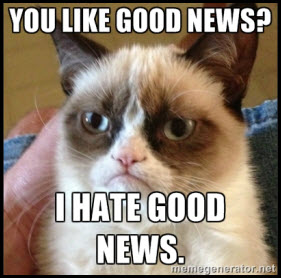 YOU LIKE GOOD NEWS?
I HATE GOOD
NEWS.
memegenerator.net